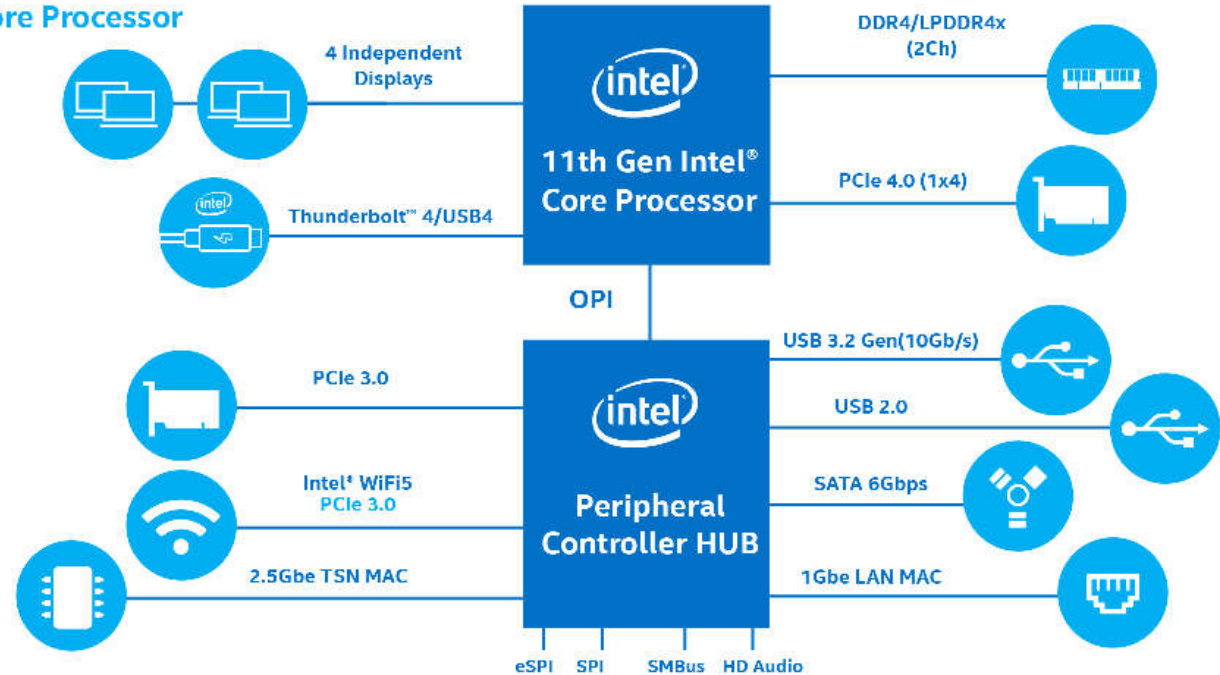 ore Processor
4 Independent
Displays
intel
11th Gen Intel®
Core Processor
DDR4/LPDDR4x
(2Ch)
PCIe 4.0 (1x4)
intel
Thunderbolt™ 4/USB4
OPI
PCIe 3.0
Intel® WiFi5
PCIe 3.0
2.5Gbe TSN MAC
intel
Peripheral
Controller HUB
USB 3.2 Gen(10Gb/s)
USB 2.0
SATA 6Gbps
1Gbe LAN MAC
eSPI SPI SMBus HD Audio